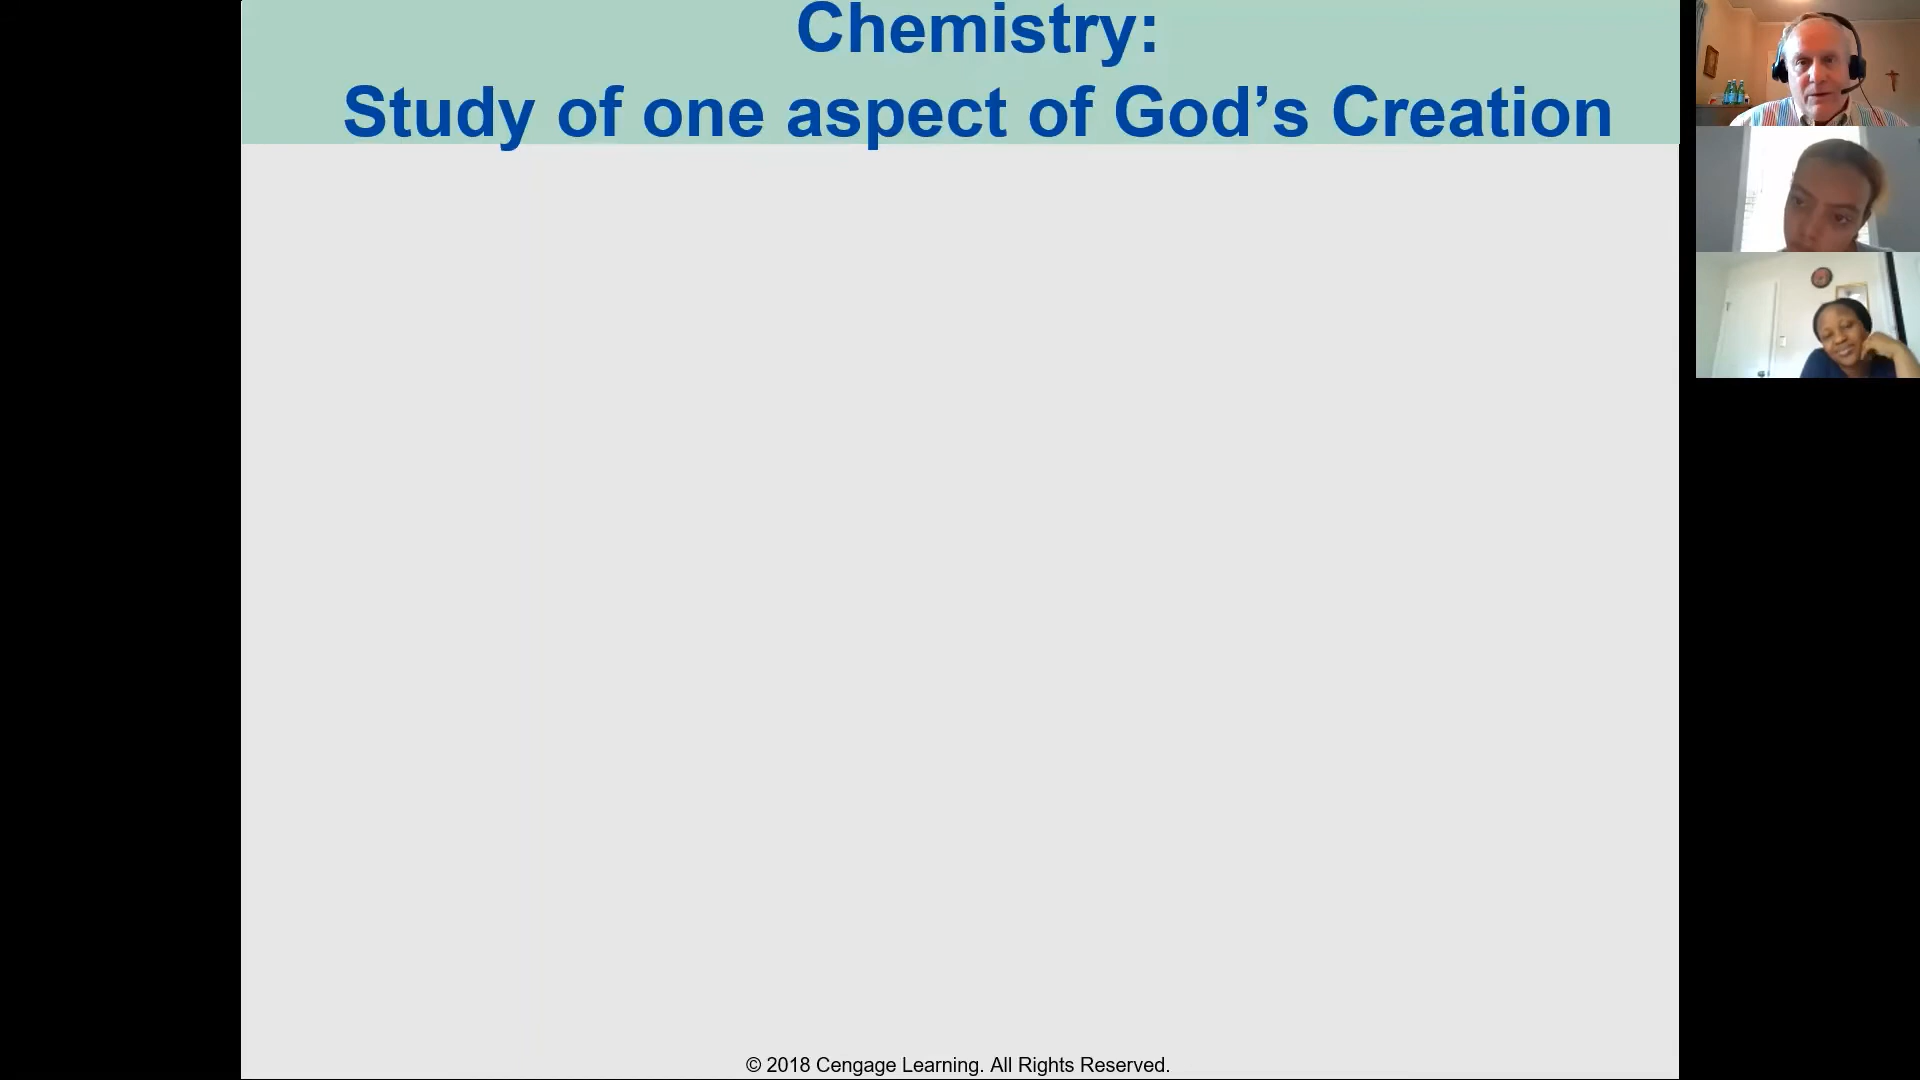 Chemistry:
Study of one aspect of God’s Creation
© 2018 Cengage Learning. All Rights Reserved.